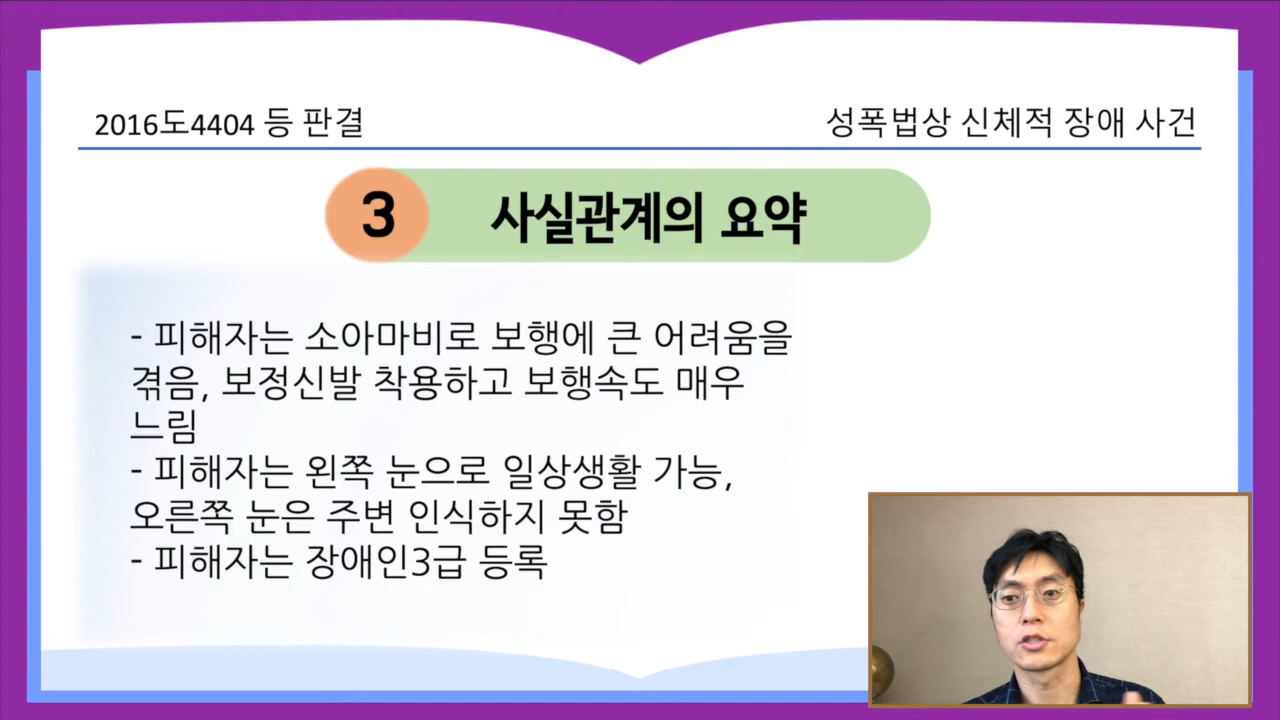 2016도4404 등 판결
성폭법상 신체적 장애 사건
3 사실관계의 요약
- 피해자는 소아마비로 보행에 큰 어려움을
겪음, 보정신발 착용하고 보행속도 매우
느림
- 피해자는 왼쪽 눈으로 일상생활 가능,
오른쪽 눈은 주변 인식하지 못함
- 피해자는 장애인3급 등록